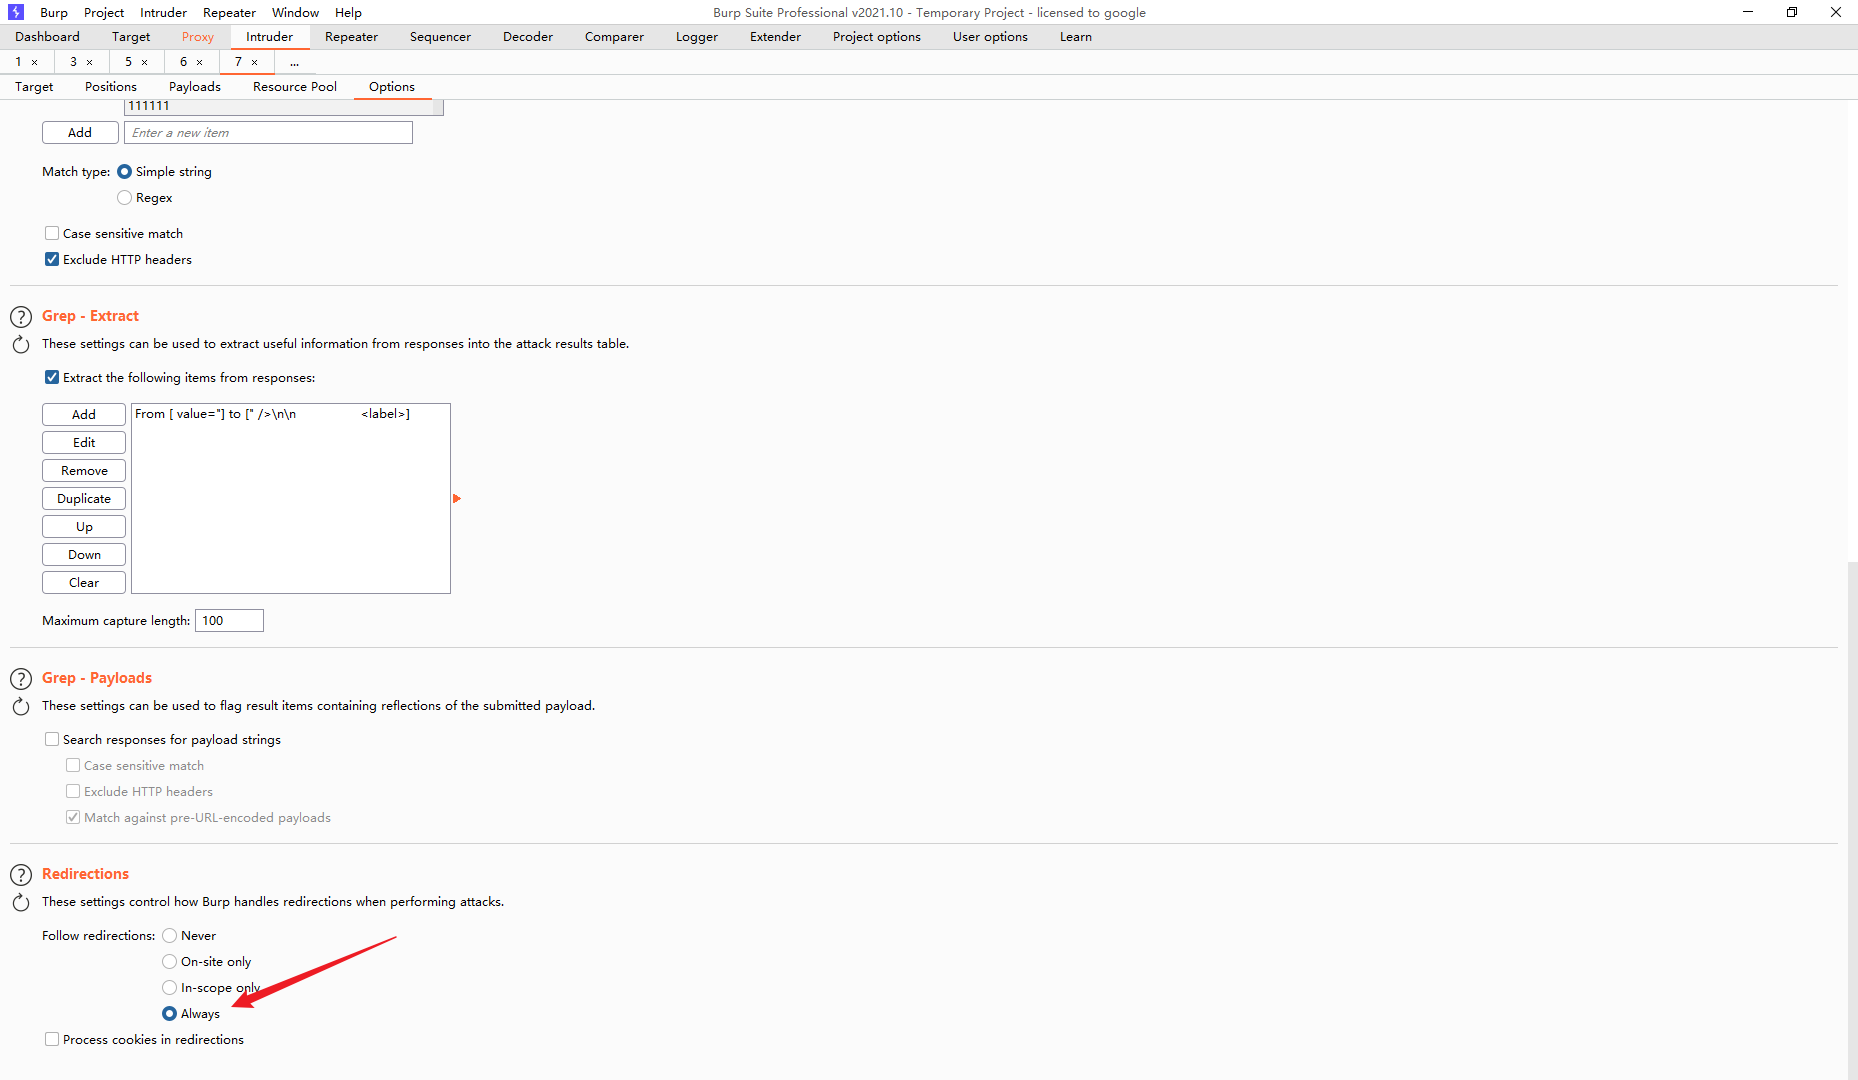 Burp Project Intruder Repeater Window Help Burp Suite Professional v2021.10 - Temporary Project - licensed to google
Dashboard Target Proxy Intruder Repeater Sequencer Decoder Comparer Logger Extender Project options User options Learn
1 × 3 × 5 × 6 × 7 × ...
Target Positions Payloads Resource Pool Options
111111
Add Enter a new item
Match type: Simple string
Regex
Case sensitive match
Exclude HTTP headers
Grep - Extract
These settings can be used to extract useful information from responses into the attack results table.
Extract the following items from responses:
Add From [ value="] to [" />\n\n <label>]
Edit
Remove
Duplicate
Up
Down
Clear
Maximum capture length: 100
Grep - Payloads
These settings can be used to flag result items containing reflections of the submitted payload.
Search responses for payload strings
Case sensitive match
Exclude HTTP headers
Match against pre-URL-encoded payloads
Redirections
These settings control how Burp handles redirections when performing attacks.
Follow redirections: Never
On-site only
In-scope only
Always
Process cookies in redirections